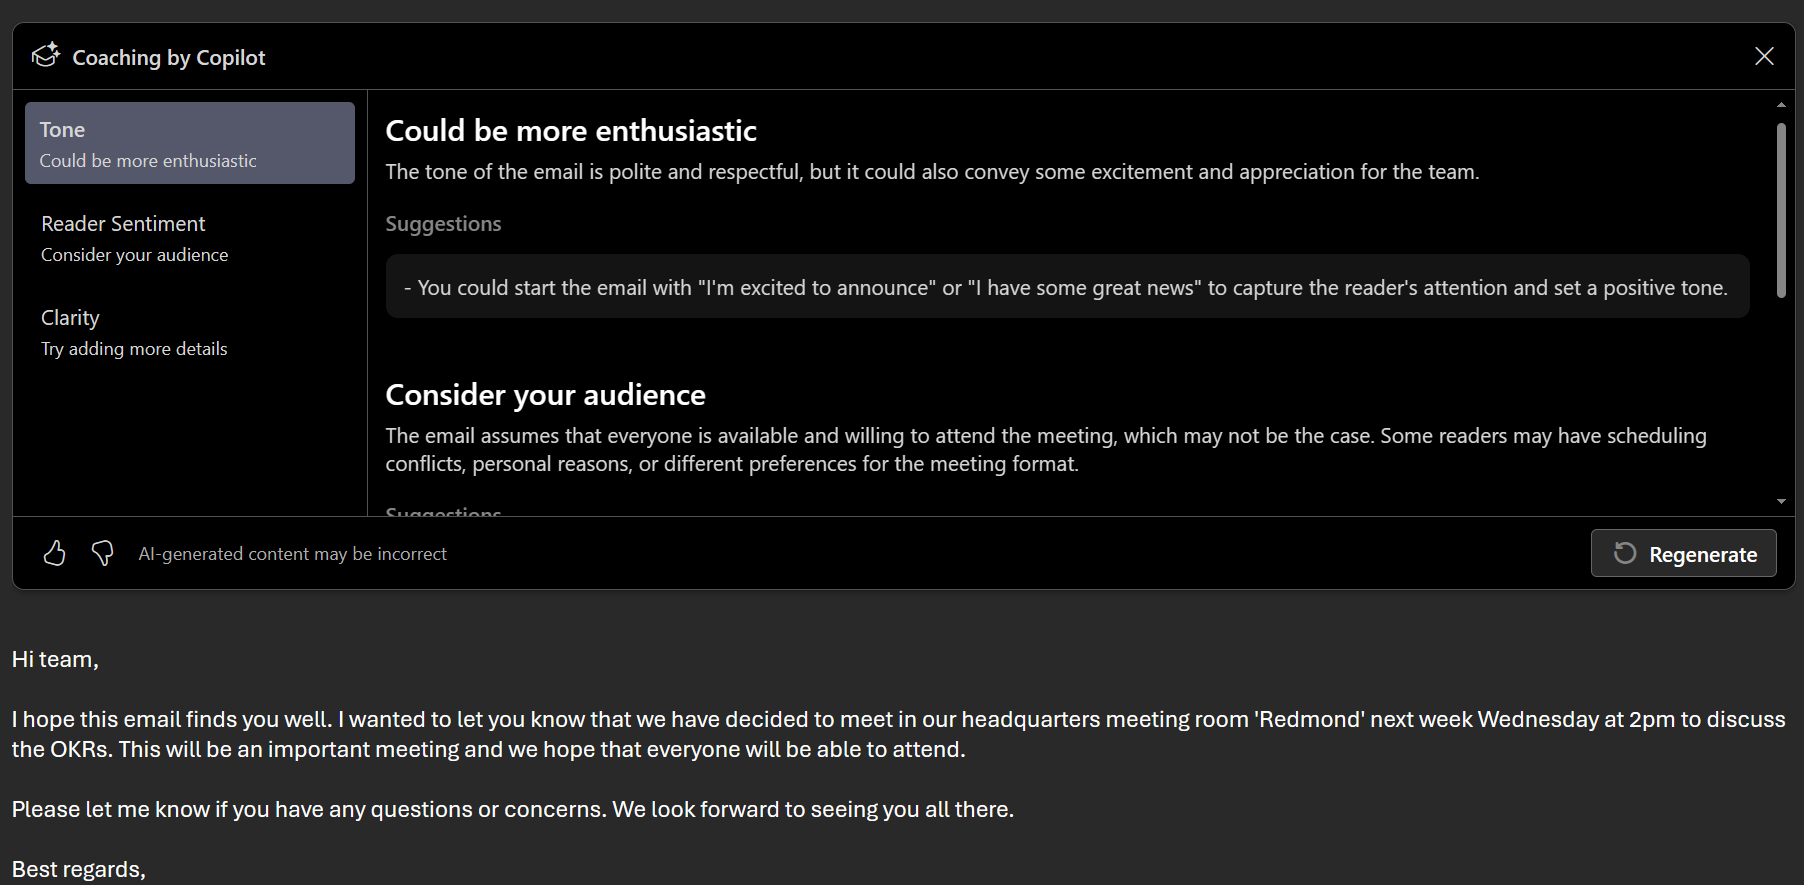 Coaching by Copilot
Tone
Could be more enthusiastic
Reader Sentiment
Consider your audience
Clarity
Try adding more details
Could be more enthusiastic
The tone of the email is polite and respectful, but it could also convey some excitement and appreciation for the team.
Suggestions
- You could start the email with "I'm excited to announce" or "I have some great news" to capture the reader's attention and set a positive tone.
Consider your audience
The email assumes that everyone is available and willing to attend the meeting, which may not be the case. Some readers may have scheduling
conflicts, personal reasons, or different preferences for the meeting format.
Suggestions
AI-generated content may be incorrect
Regenerate
Hi team,
I hope this email finds you well. I wanted to let you know that we have decided to meet in our headquarters meeting room 'Redmond' next week Wednesday at 2pm to discuss
the OKRs. This will be an important meeting and we hope that everyone will be able to attend.
Please let me know if you have any questions or concerns. We look forward to seeing you all there.
Best regards,